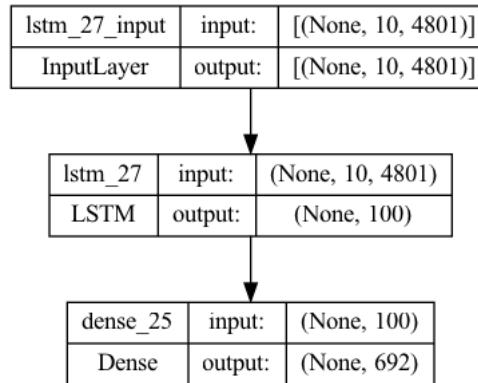 lstm_27_input input: [(None, 10, 4801)]
InputLayer output: [(None, 10, 4801)]
lstm_27 input: (None, 10, 4801)
LSTM output: (None, 100)
dense_25 input: (None, 100)
Dense output: (None, 692)